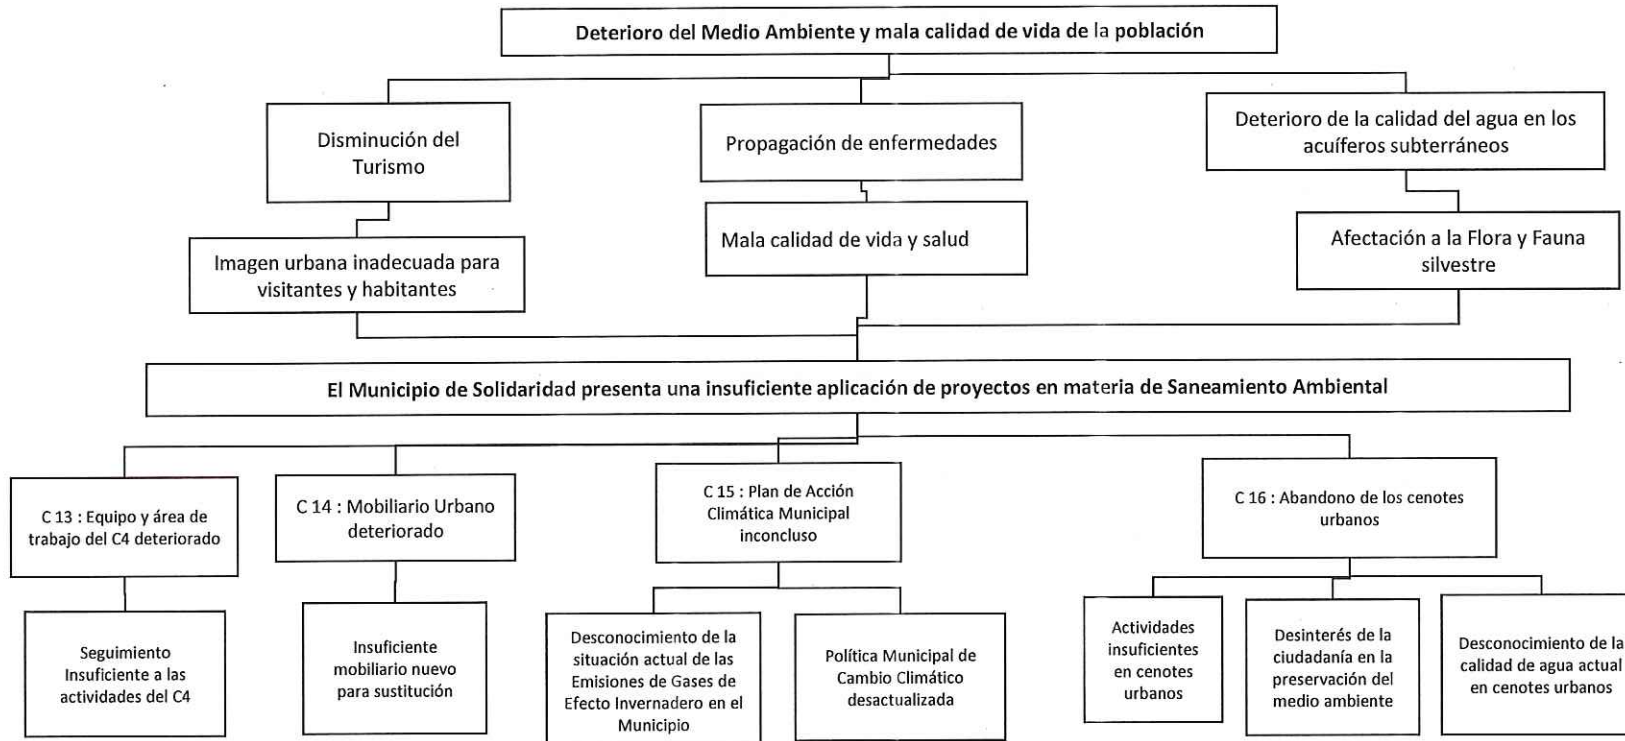 Deterioro del Medio Ambiente y mala calidad de vida de la población
Disminución del
Turismo
Propagación de enfermedades
Deterioro de la calidad del agua en los
acuíferos subterráneos
Imagen urbana inadecuada para
visitantes y habitantes
Mala calidad de vida y salud
Afectación a la Flora y Fauna
silvestre
El Municipio de Solidaridad presenta una insuficiente aplicación de proyectos en materia de Saneamiento Ambiental
C 13 : Equipo y área de
trabajo del C4 deteriorado
C 14 : Mobiliario Urbano
deteriorado
C 15 : Plan de Acción
Climática Municipal
inconcluso
C 16 : Abandono de los cenotes
urbanos
Seguimiento
Insuficiente a las
actividades del C4
Insuficiente
mobiliario nuevo
para sustitución
Desconocimiento de la
situación actual de las
Emisiones de Gases de
Efecto Invernadero en el
Municipio
Política Municipal de
Cambio Climático
desactualizada
Actividades
insuficientes
en cenotes
urbanos
Desinterés de la
ciudadanía en la
preservación del
medio ambiente
Desconocimiento de la
calidad de agua actual
en cenotes urbanos